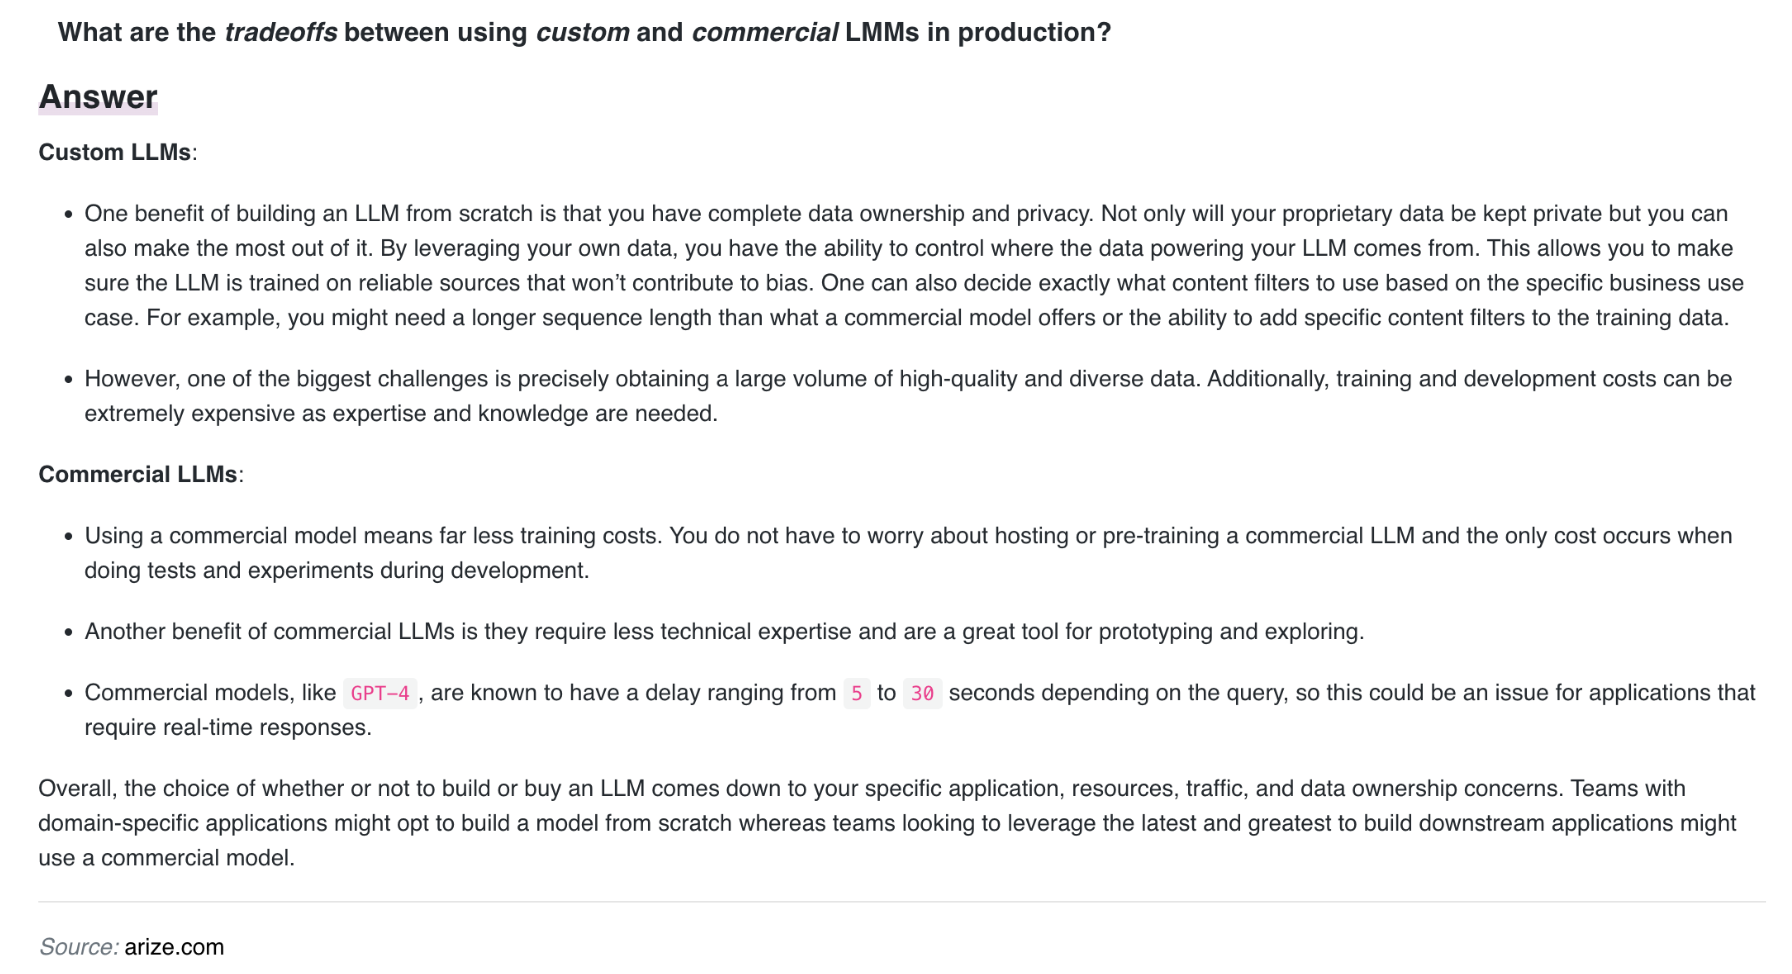 What are the tradeoffs between using custom and commercial LMMs in production?
Answer
Custom LLMs:
• One benefit of building an LLM from scratch is that you have complete data ownership and privacy. Not only will your proprietary data be kept private but you can
also make the most out of it. By leveraging your own data, you have the ability to control where the data powering your LLM comes from. This allows you to make
sure the LLM is trained on reliable sources that won’t contribute to bias. One can also decide exactly what content filters to use based on the specific business use
case. For example, you might need a longer sequence length than what a commercial model offers or the ability to add specific content filters to the training data.
• However, one of the biggest challenges is precisely obtaining a large volume of high-quality and diverse data. Additionally, training and development costs can be
extremely expensive as expertise and knowledge are needed.
Commercial LLMs:
• Using a commercial model means far less training costs. You do not have to worry about hosting or pre-training a commercial LLM and the only cost occurs when
doing tests and experiments during development.
• Another benefit of commercial LLMs is they require less technical expertise and are a great tool for prototyping and exploring.
• Commercial models, like GPT-4, are known to have a delay ranging from 5 to 30 seconds depending on the query, so this could be an issue for applications that
require real-time responses.
Overall, the choice of whether or not to build or buy an LLM comes down to your specific application, resources, traffic, and data ownership concerns. Teams with
domain-specific applications might opt to build a model from scratch whereas teams looking to leverage the latest and greatest to build downstream applications might
use a commercial model.
Source: arize.com